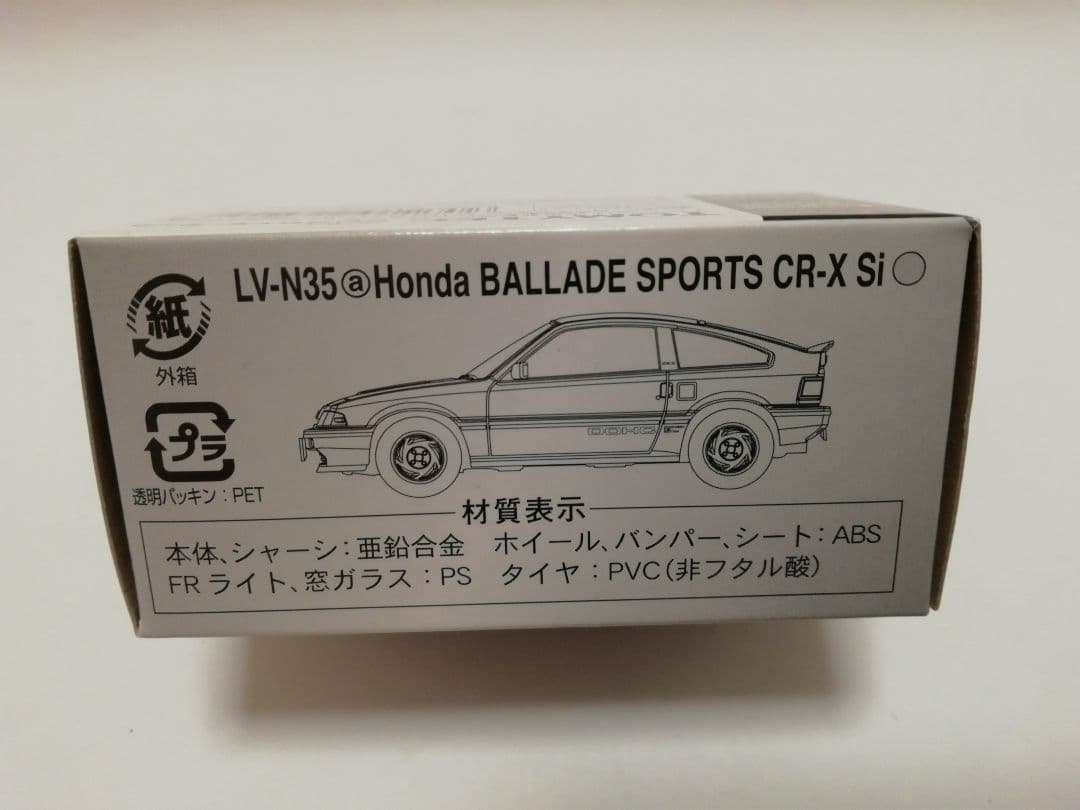 LV-N35ⓐHonda BALLADE SPORTS CR-X Si○
紙
外箱
プラ
透明パッキン：PET
DOHC
材質表示
本体、シャーシ：亜鉛合金　ホイール、バンパー、シート：ABS
FRライト、窓ガラス：PS　タイヤ：PVC（非フタル酸）